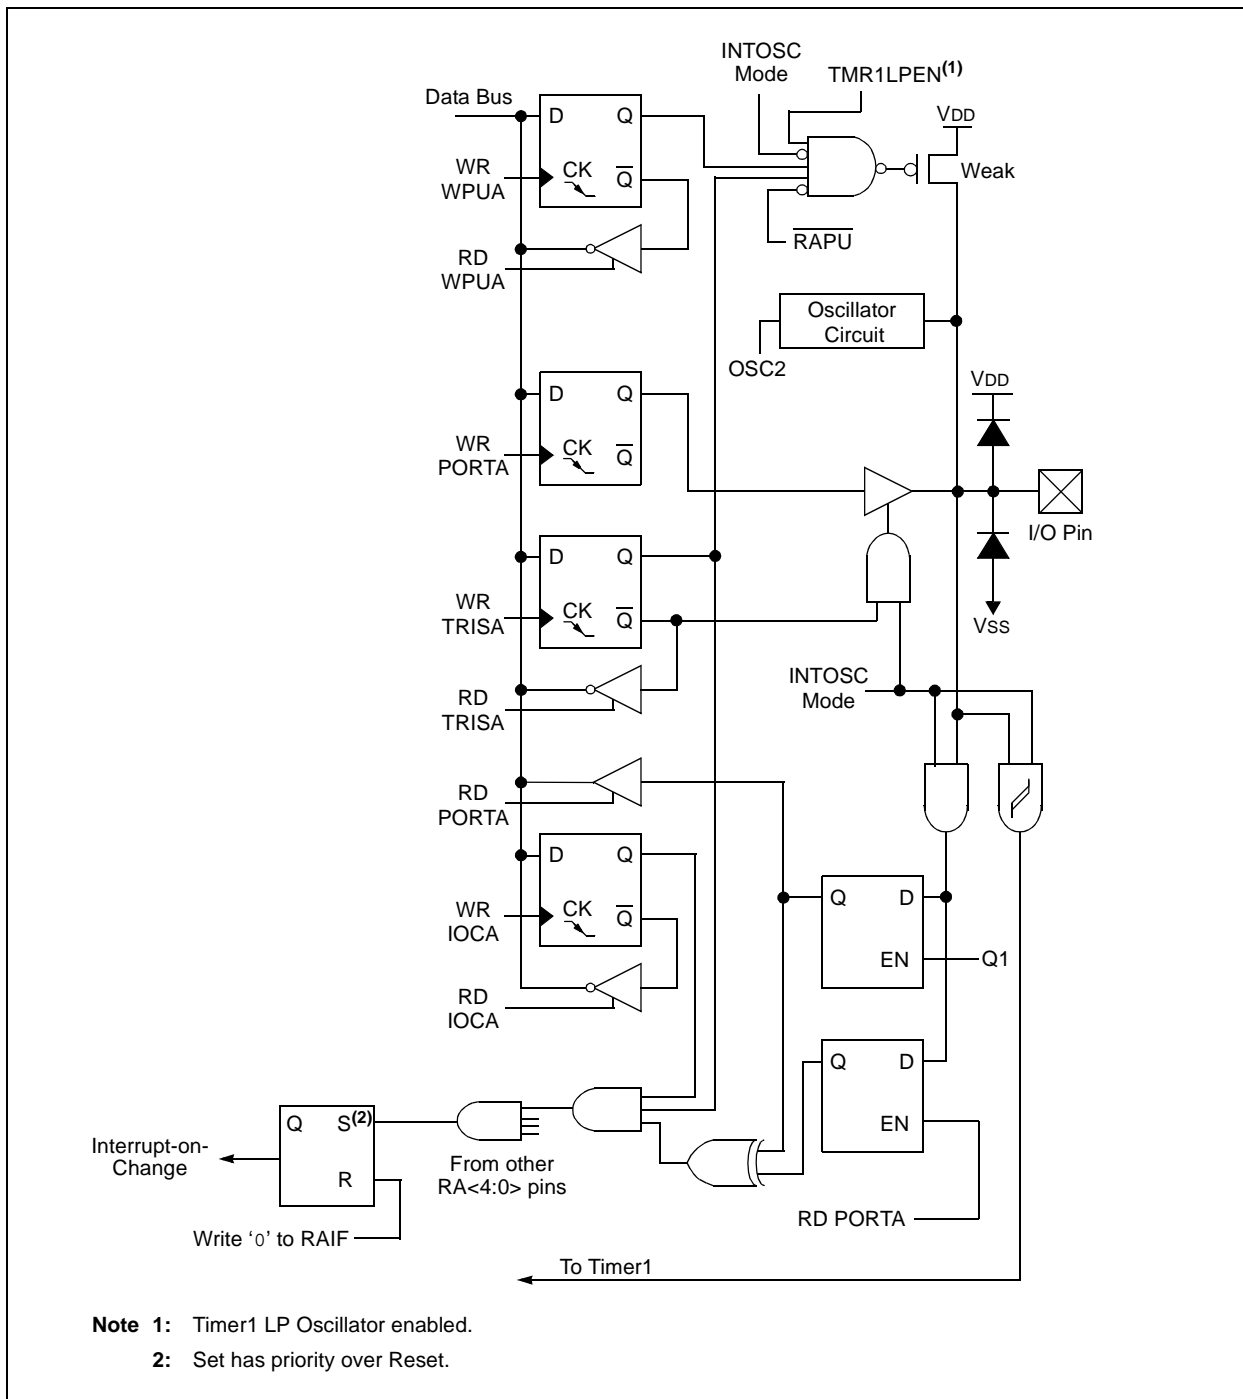 INTOSC
Mode
TMR1LPEN(1)
Data Bus
D Q
WR
WPUA
CK Q
VDD
Weak
RAPU
RD
WPUA
Oscillator
Circuit
OSC2
VDD
D Q
WR
PORTA
CK Q
I/O Pin
D Q
WR
TRISA
CK Q
VSS
INTOSC
Mode
RD
TRISA
RD
PORTA
D Q
WR
IOCA
CK Q
Q D
EN
Q1
RD
IOCA
Q D
EN
Q S(2)
R
Interrupt-on-
Change
From other
RA<4:0> pins
RD PORTA
Write ‘0’ to RAIF
To Timer1
Note 1: Timer1 LP Oscillator enabled.
2: Set has priority over Reset.